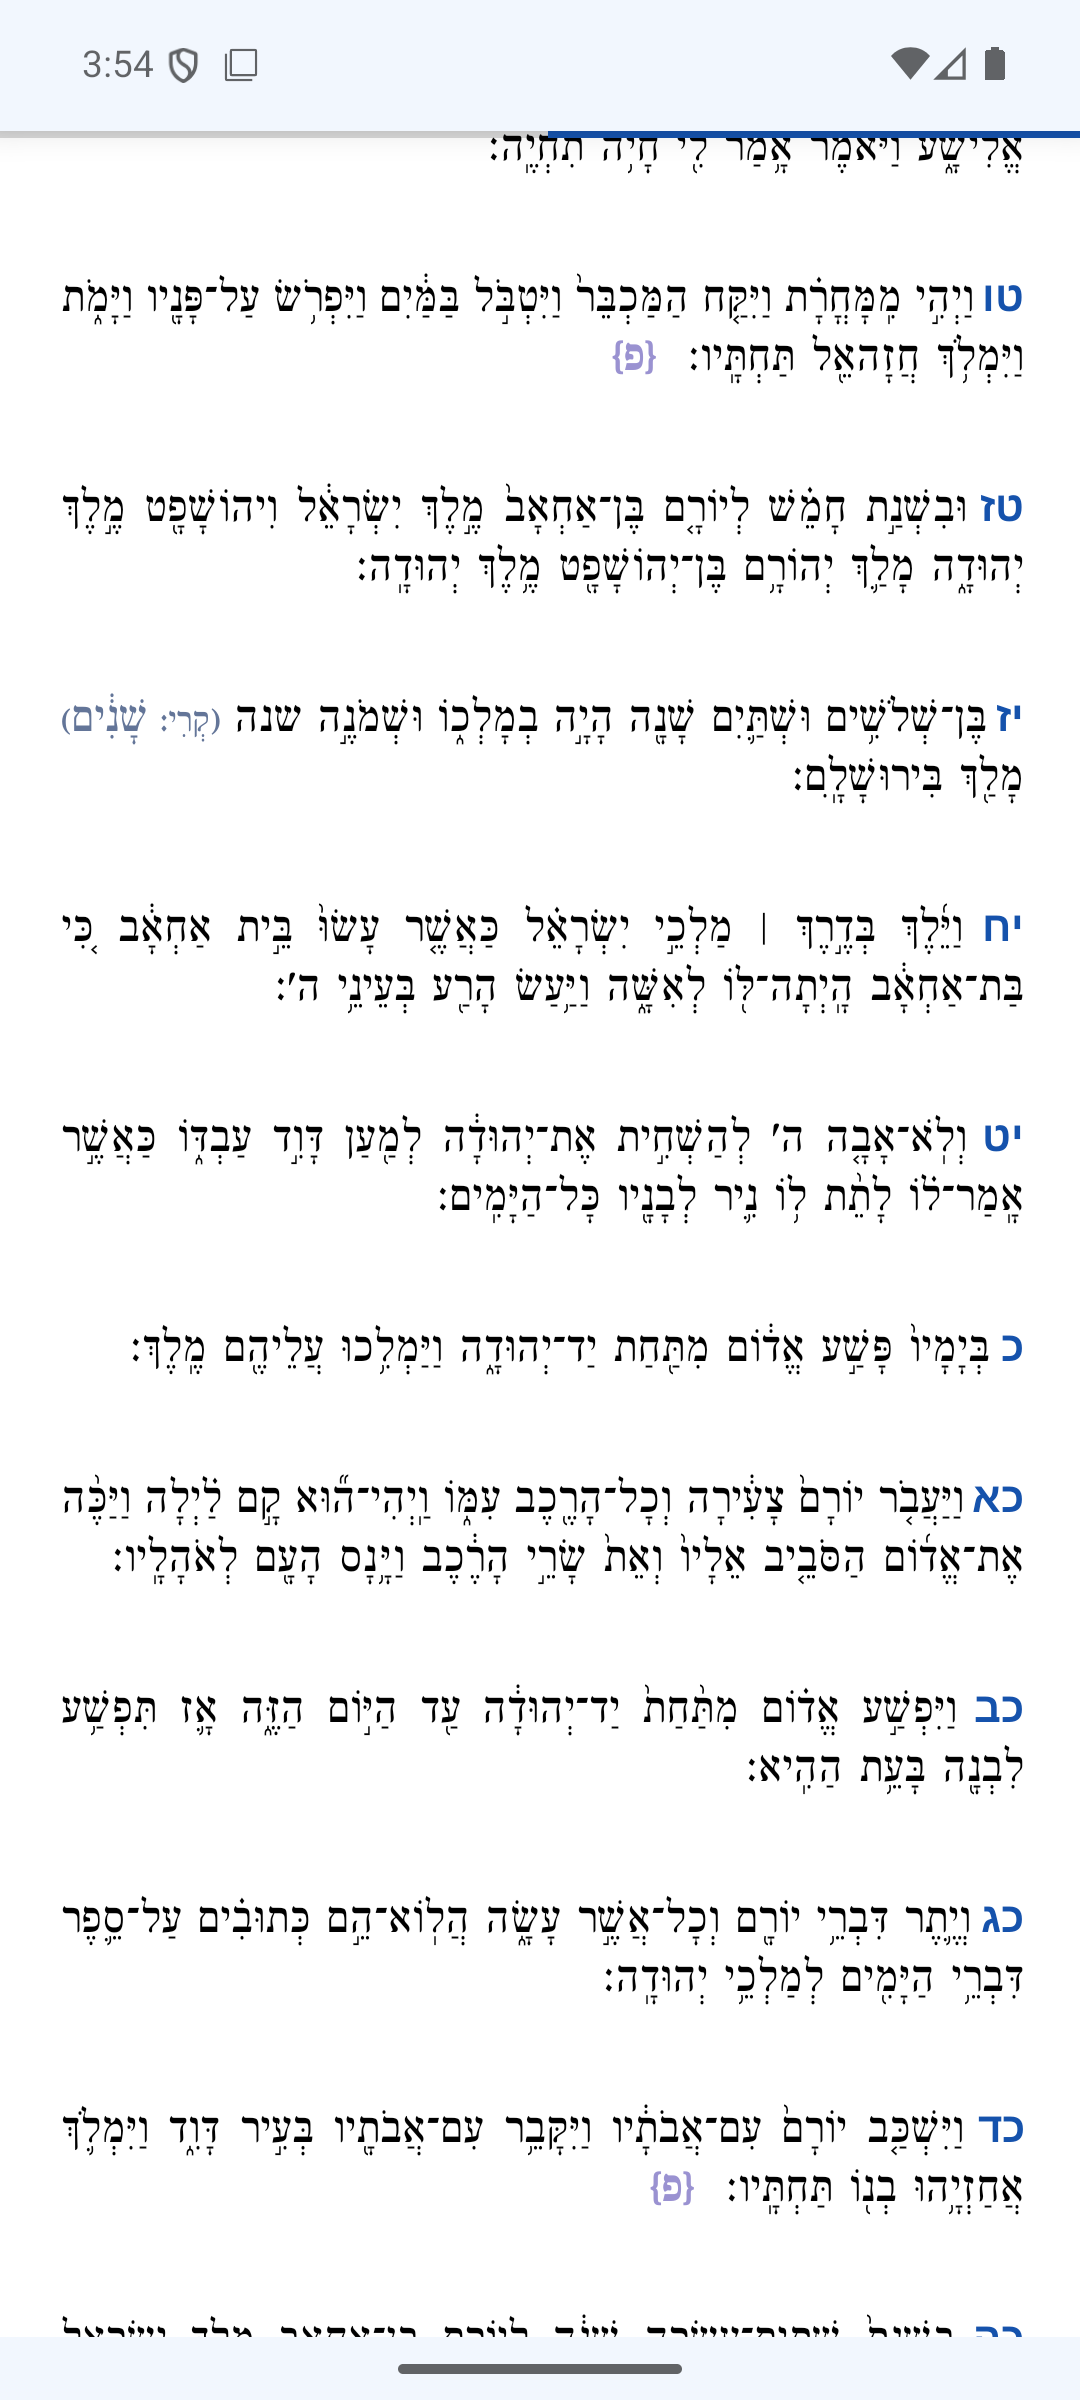 3:54
אֱלִישָׁ֑ע וַיֹּ֕אמֶר אָ֥מַר לִ֖י חָיֹ֥ה תִחְיֶֽה׃
טו וַיְהִ֣י מִֽמׇּחֳרָ֗ת וַיִּקַּ֤ח הַמַּכְבֵּר֙ וַיִּטְבֹּ֣ל בַּמַּ֔יִם וַיִּפְרֹ֥שׂ עַל־פָּנָ֖יו וַיָּמֹ֑ת
וַיִּמְלֹ֥ךְ חֲזָהאֵ֖ל תַּחְתָּֽיו׃ {פ}
טז וּבִשְׁנַ֣ת חָמֵ֗שׁ לְיוֹרָ֤ם בֶּן־אַחְאָב֙ מֶ֣לֶךְ יִשְׂרָאֵ֔ל וִיהוֹשָׁפָ֖ט מֶ֣לֶךְ
יְהוּדָ֑ה מָלַ֛ךְ יְהוֹרָ֥ם בֶּן־יְהוֹשָׁפָ֖ט מֶ֥לֶךְ יְהוּדָֽה׃
יז בֶּן־שְׁלֹשִׁ֥ים וּשְׁתַּ֛יִם שָׁנָ֖ה הָיָ֣ה בְמׇלְכ֑וֹ וּשְׁמֹנֶ֣ה שנה (קְרִי: שָׁנִ֔ים)
מָלַ֖ךְ בִּירוּשָׁלָֽ͏ִם׃
יח וַיֵּ֜לֶךְ בְּדֶ֣רֶךְ ׀ מַלְכֵ֣י יִשְׂרָאֵ֗ל כַּאֲשֶׁ֤ר עָשׂוּ֙ בֵּ֣ית אַחְאָ֔ב כִּ֚י
בַּת־אַחְאָ֔ב הָֽיְתָה־לּ֖וֹ לְאִשָּׁ֑ה וַיַּ֥עַשׂ הָרַ֖ע בְּעֵינֵ֥י ה׳׃
יט וְלֹא־אָבָ֤ה ה׳ לְהַשְׁחִ֣ית אֶת־יְהוּדָ֔ה לְמַ֖עַן דָּוִ֣ד עַבְדּ֑וֹ כַּאֲשֶׁ֣ר
אָֽמַר־ל֗וֹ לָתֵ֨ת ל֥וֹ נִ֛יר לְבָנָ֖יו כׇּל־הַיָּמִֽים׃
כ בְּיָמָיו֙ פָּשַׁ֣ע אֱד֔וֹם מִתַּ֖חַת יַד־יְהוּדָ֑ה וַיַּמְלִ֥כוּ עֲלֵיהֶ֖ם מֶֽלֶךְ׃
כא וַיַּעֲבֹ֤ר יוֹרָם֙ צָעִ֔ירָה וְכׇל־הָרֶ֖כֶב עִמּ֑וֹ וַֽיְהִי־ה֞וּא קָ֣ם לַ֗יְלָה וַיַּכֶּ֨ה
אֶת־אֱד֜וֹם הַסֹּבֵ֤יב אֵלָיו֙ וְאֵת֙ שָׂרֵ֣י הָרֶ֔כֶב וַיָּ֥נׇס הָעָ֖ם לְאֹהָלָֽיו׃
כב וַיִּפְשַׁ֣ע אֱד֗וֹם מִתַּ֙חַת֙ יַד־יְהוּדָ֔ה עַ֖ד הַיּ֣וֹם הַזֶּ֑ה אָ֛ז תִּפְשַׁ֥ע
לִבְנָ֖ה בָּעֵ֥ת הַהִֽיא׃
כג וְיֶ֛תֶר דִּבְרֵ֥י יוֹרָ֖ם וְכׇל־אֲשֶׁ֣ר עָשָׂ֑ה הֲלֽוֹא־הֵ֣ם כְּתוּבִ֗ים עַל־סֵ֛פֶר
דִּבְרֵ֥י הַיָּמִ֖ים לְמַלְכֵ֥י יְהוּדָֽה׃
כד וַיִּשְׁכַּ֤ב יוֹרָם֙ עִם־אֲבֹתָ֔יו וַיִּקָּבֵ֥ר עִם־אֲבֹתָ֖יו בְּעִ֣יר דָּוִ֑ד וַיִּמְלֹ֛ךְ
אֲחַזְיָ֥הוּ בְנ֖וֹ תַּחְתָּֽיו׃ {פ}